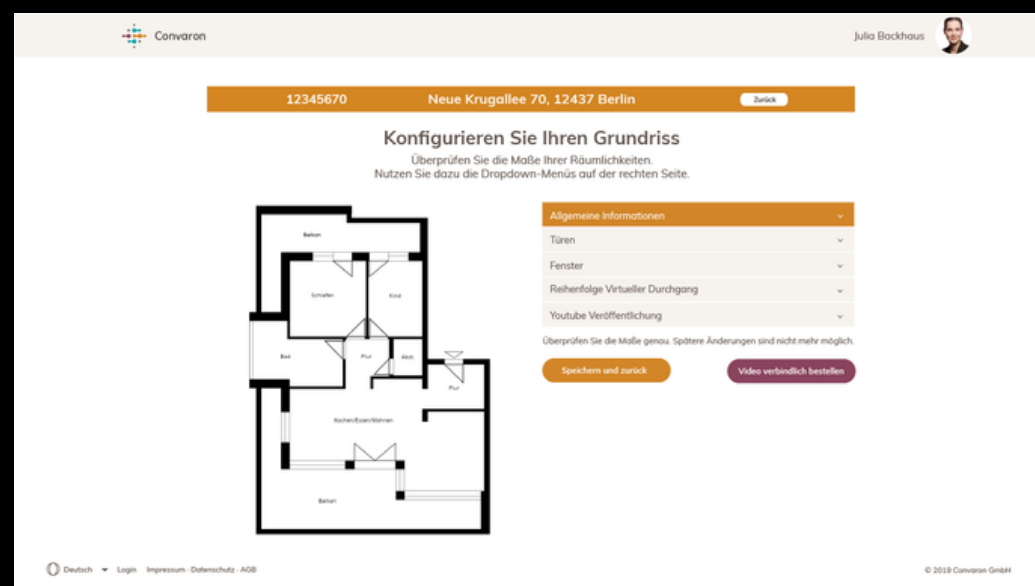 Convaron
Julia Backhaus
12345670 Neue Krugallee 70, 12437 Berlin Zurück
Konfigurieren Sie Ihren Grundriss
Überprüfen Sie die Maße Ihrer Räumlichkeiten.
Nutzen Sie dazu die Dropdown-Menüs auf der rechten Seite.
Balkon
Schlafen
Kind
Bad
Flur
Abst.
Flur
Kochen/Essen/Wohnen
Balkon
Allgemeine Informationen
Türen
Fenster
Reihenfolge Virtueller Durchgang
Youtube Veröffentlichung
Überprüfen Sie die Maße genau. Spätere Änderungen sind nicht mehr möglich.
Speichern und zurück
Video verbindlich bestellen
Deutsch Login Impressum · Datenschutz · AGB
© 2019 Convaron GmbH